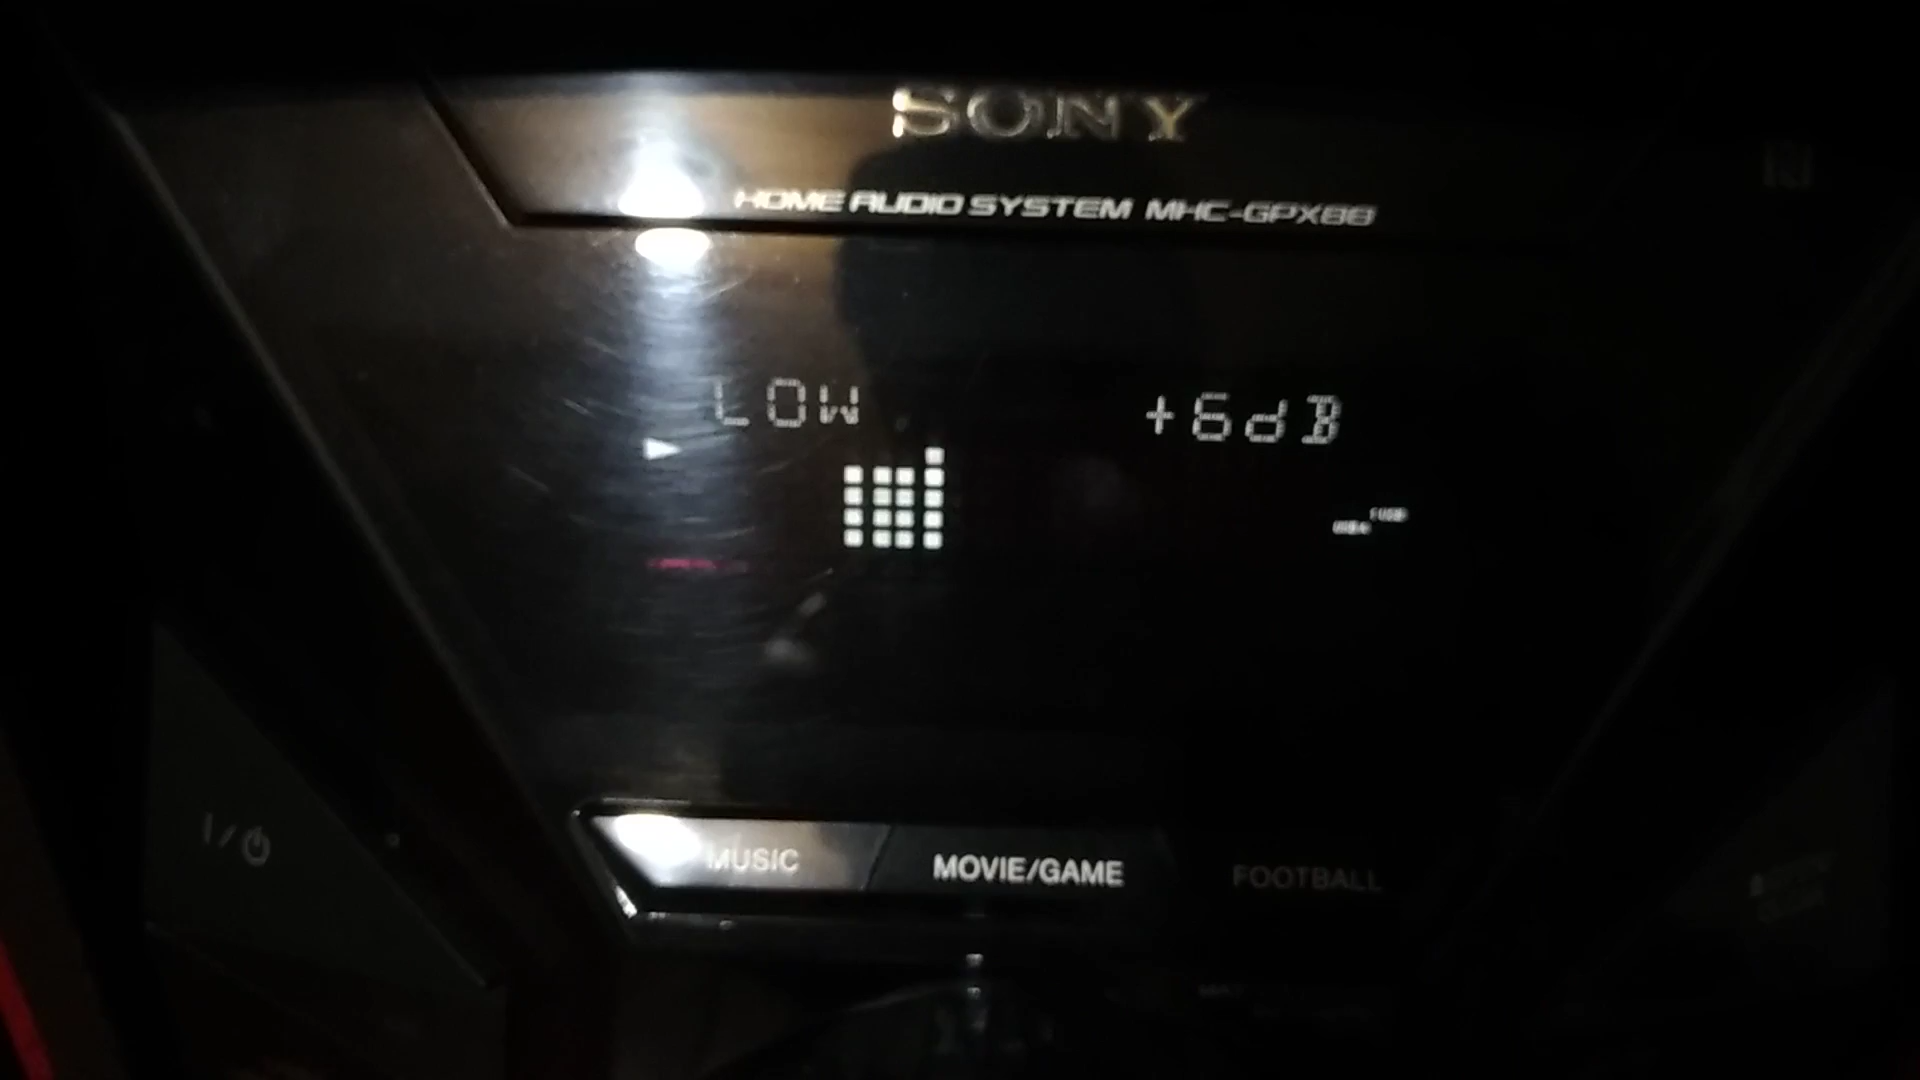 SONY
HOME AUDIO SYSTEM MHC-GPX88
LOW +6dB
MUSIC MOVIE/GAME FOOTBALL